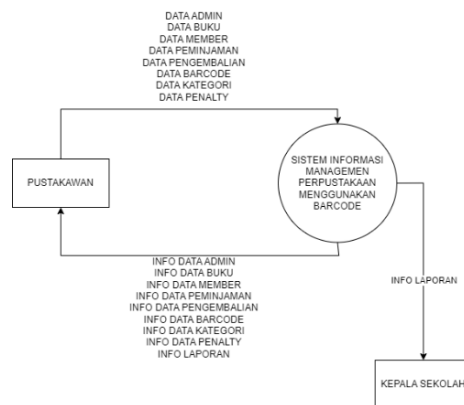 DATA ADMIN
DATA BUKU
DATA MEMBER
DATA PEMINJAMAN
DATA PENGEMBALIAN
DATA BARCODE
DATA KATEGORI
DATA PENALTY
PUSTAKAWAN
SISTEM INFORMASI
MANAGEMEN
PERPUSTAKAAN
MENGGUNAKAN
BARCODE
INFO DATA ADMIN
INFO DATA BUKU
INFO DATA MEMBER
INFO DATA PEMINJAMAN
INFO DATA PENGEMBALIAN
INFO DATA BARCODE
INFO DATA KATEGORI
INFO DATA PENALTY
INFO LAPORAN
INFO LAPORAN
KEPALA SEKOLAH